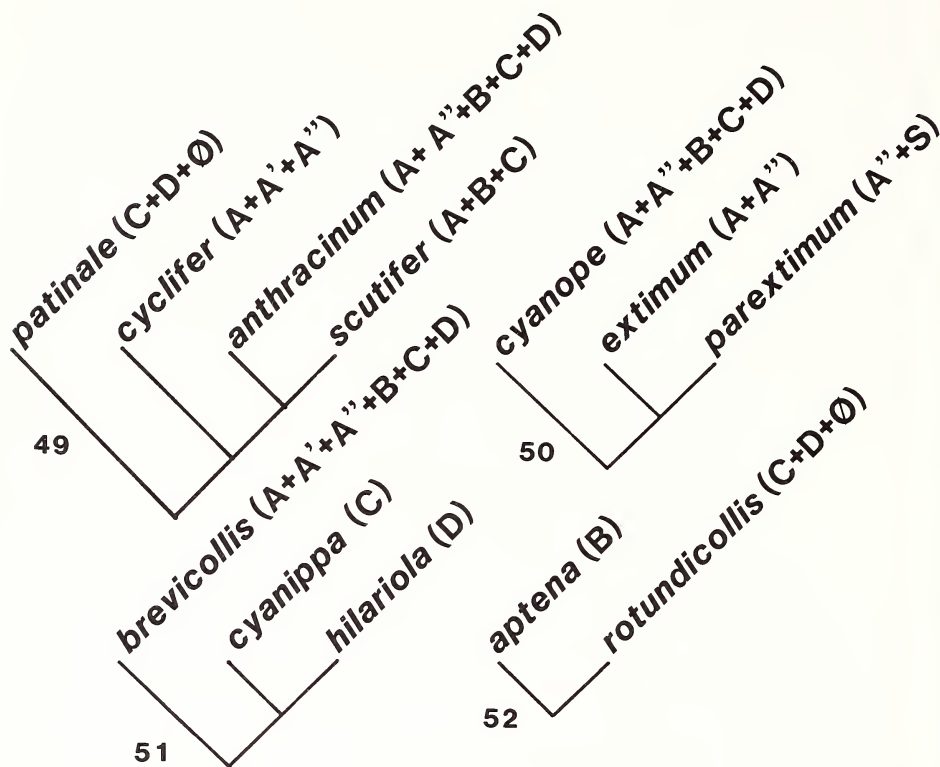 patinale (C+D+Ø)
cyclifer (A+A'+A")
anthracinum (A+A"+B+C+D)
scutifer (A+B+C)
49
cyanope (A+A"+B+C+D)
extimum (A+A")
parextimum (A"+S)
50
brevicollis (A+A'+A"+B+C+D)
cyanippa (C)
hilariola (D)
51
aptena (B)
rotundicollis (C+D+Ø)
52